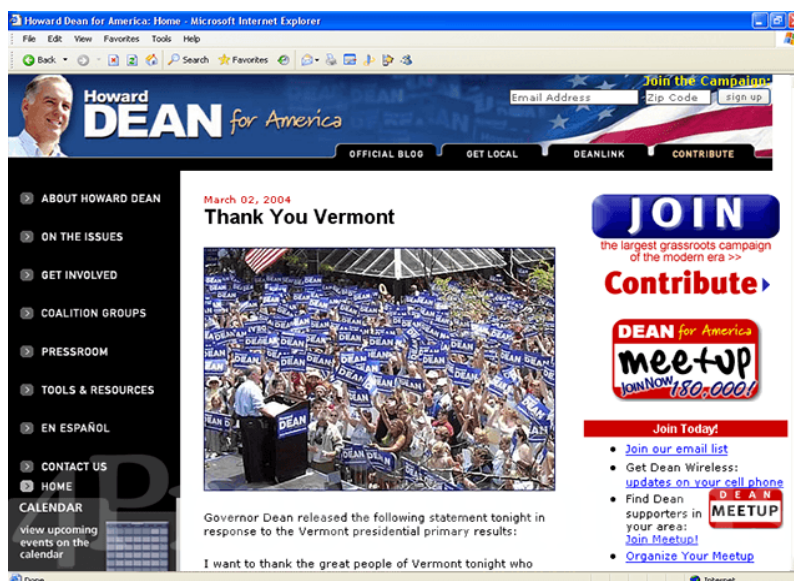 Howard Dean for America: Home - Microsoft Internet Explorer
File Edit View Favorites Tools Help
Back Search Favorites
Howard
DEAN for America
Join the Campaign:
Email Address Zip Code sign up
OFFICIAL BLOG GET LOCAL DEANLINK CONTRIBUTE
ABOUT HOWARD DEAN
ON THE ISSUES
GET INVOLVED
COALITION GROUPS
PRESSROOM
TOOLS & RESOURCES
EN ESPAÑOL
CONTACT US
HOME
CALENDAR
view upcoming
events on the
calendar
March 02, 2004
Thank You Vermont
Howard
DEAN
Governor Dean released the following statement tonight in
response to the Vermont presidential primary results:
I want to thank the great people of Vermont tonight who
JOIN
the largest grassroots campaign
of the modern era >>
Contribute
DEAN for America
meetup
Join Now 180,000!
Join Today!
Join our email list
Get Dean Wireless:
updates on your cell phone
Find Dean
supporters in
your area:
Join Meetup!
DEAN
MEETUP
Organize Your Meetup
Done Internet